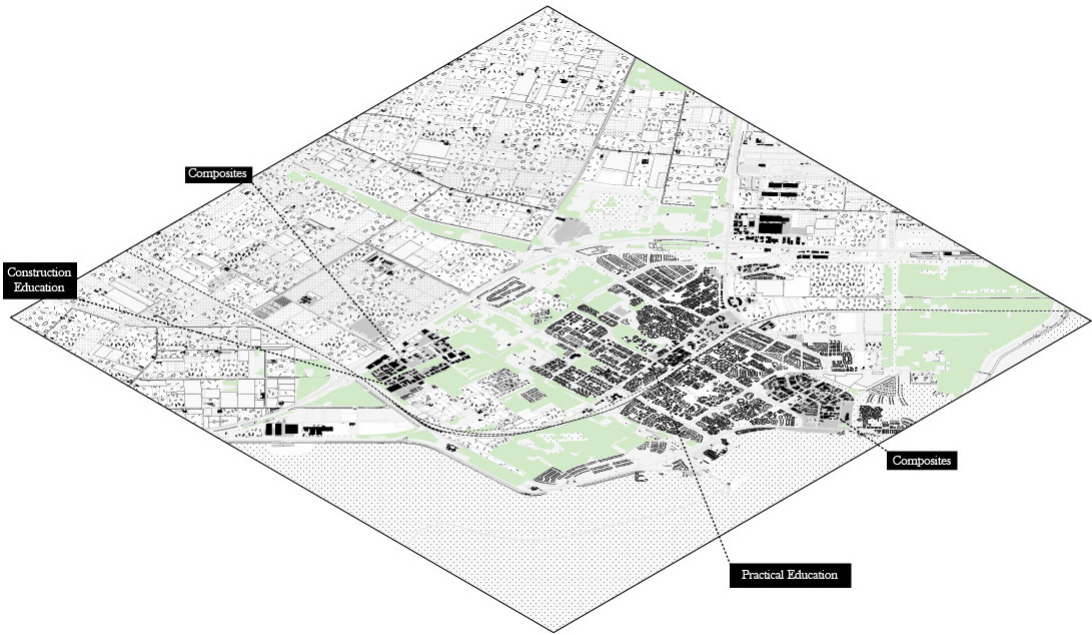 Composites
Construction
Education
Composites
Practical Education